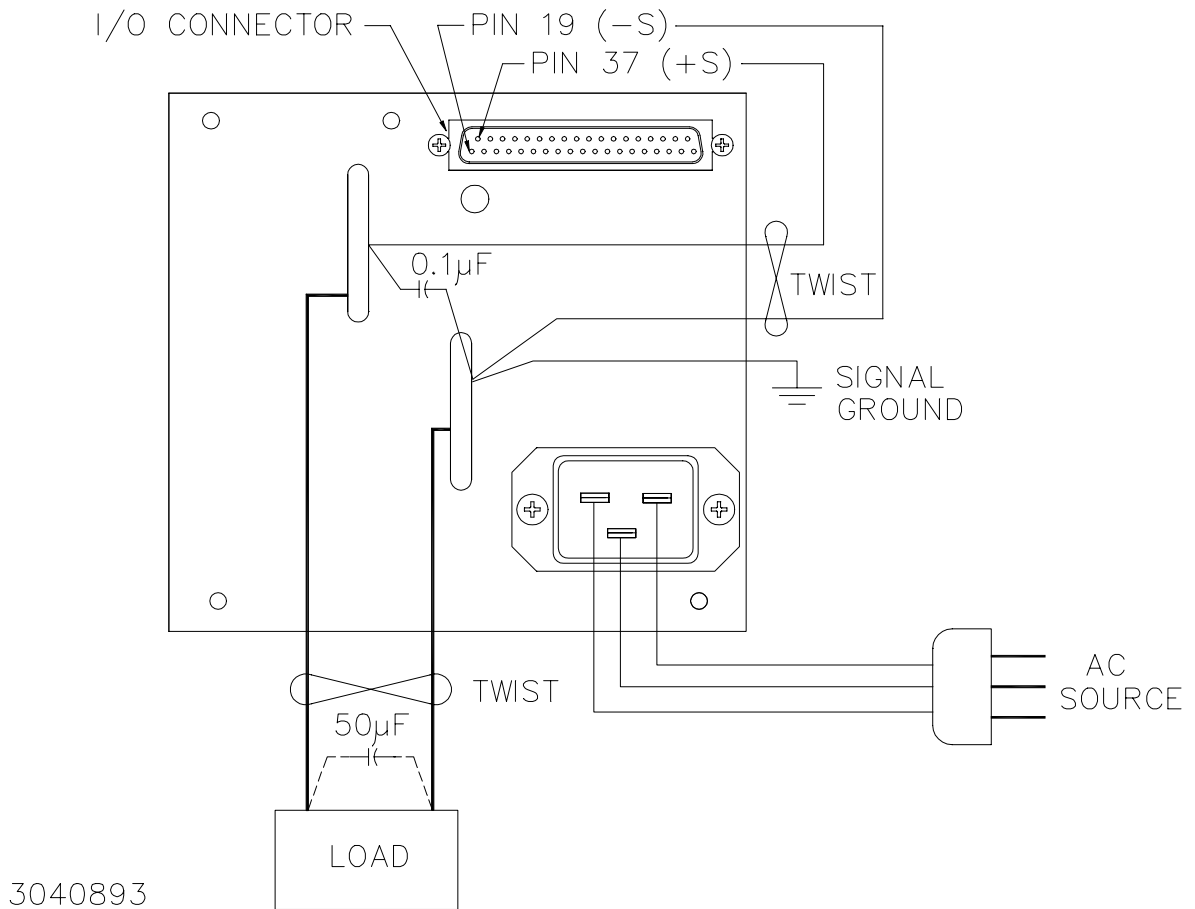 I/O CONNECTOR
PIN 19 (−S)
PIN 37 (+S)
0.1µF
TWIST
SIGNAL
GROUND
TWIST
AC
SOURCE
50µF
LOAD
3040893